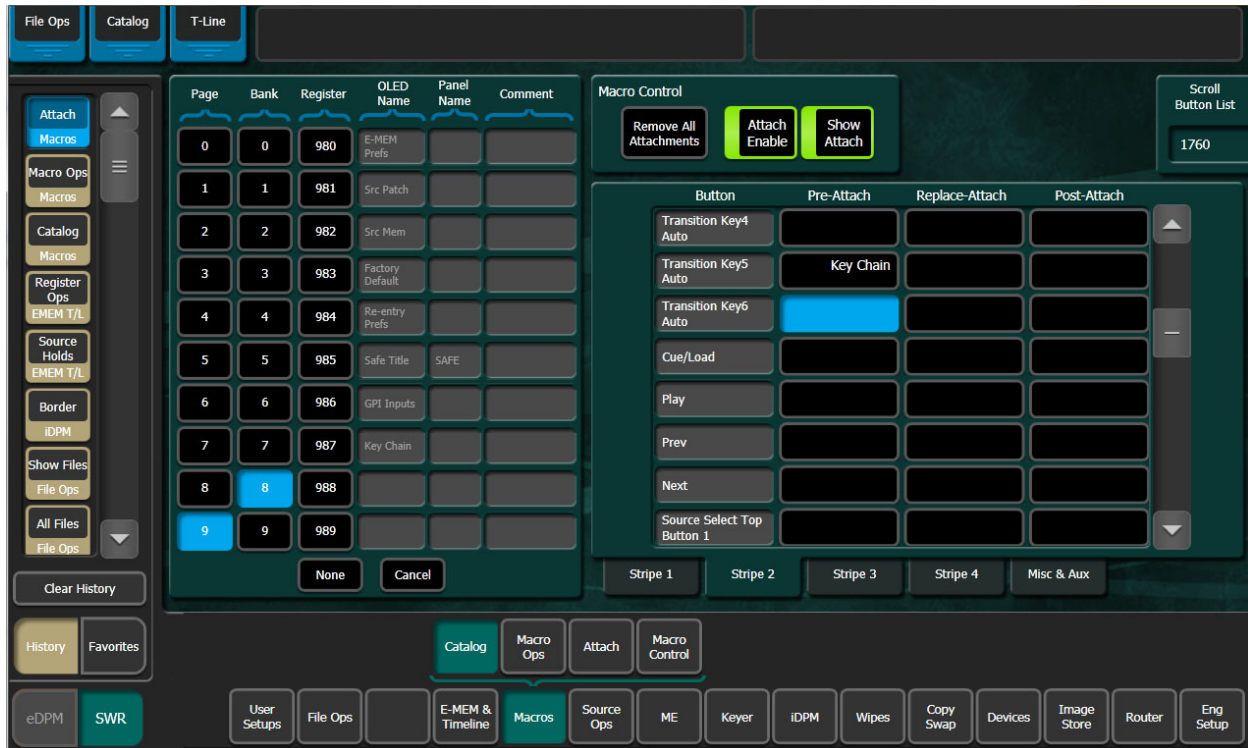 File Ops
Catalog
T-Line
Attach
Macros
Macro Ops
Macros
Catalog
Macros
Register
Ops
EMEM T/L
Source
Holds
EMEM T/L
Border
iDPM
Show Files
File Ops
All Files
File Ops
Clear History
History
Favorites
eDPM
SWR
Page Bank Register OLED Name Panel Name Comment
0 0 980 E-MEM Prefs
1 1 981 Src Patch
2 2 982 Src Mem
3 3 983 Factory Default
4 4 984 Re-entry Prefs
5 5 985 Safe Title SAFE
6 6 986 GPI Inputs
7 7 987 Key Chain
8 8 988
9 9 989
None Cancel
Macro Control
Remove All Attachments
Attach Enable
Show Attach
Scroll
Button List
1760
Button Pre-Attach Replace-Attach Post-Attach
Transition Key4
Auto
Transition Key5
Auto
Key Chain
Transition Key6
Auto
Cue/Load
Play
Prev
Next
Source Select Top
Button 1
Stripe 1 Stripe 2 Stripe 3 Stripe 4 Misc & Aux
Catalog
Macro Ops
Attach
Macro Control
User Setups
File Ops
E-MEM & Timeline
Macros
Source Ops
ME
Keyer
iDPM
Wipes
Copy Swap
Devices
Image Store
Router
Eng Setup